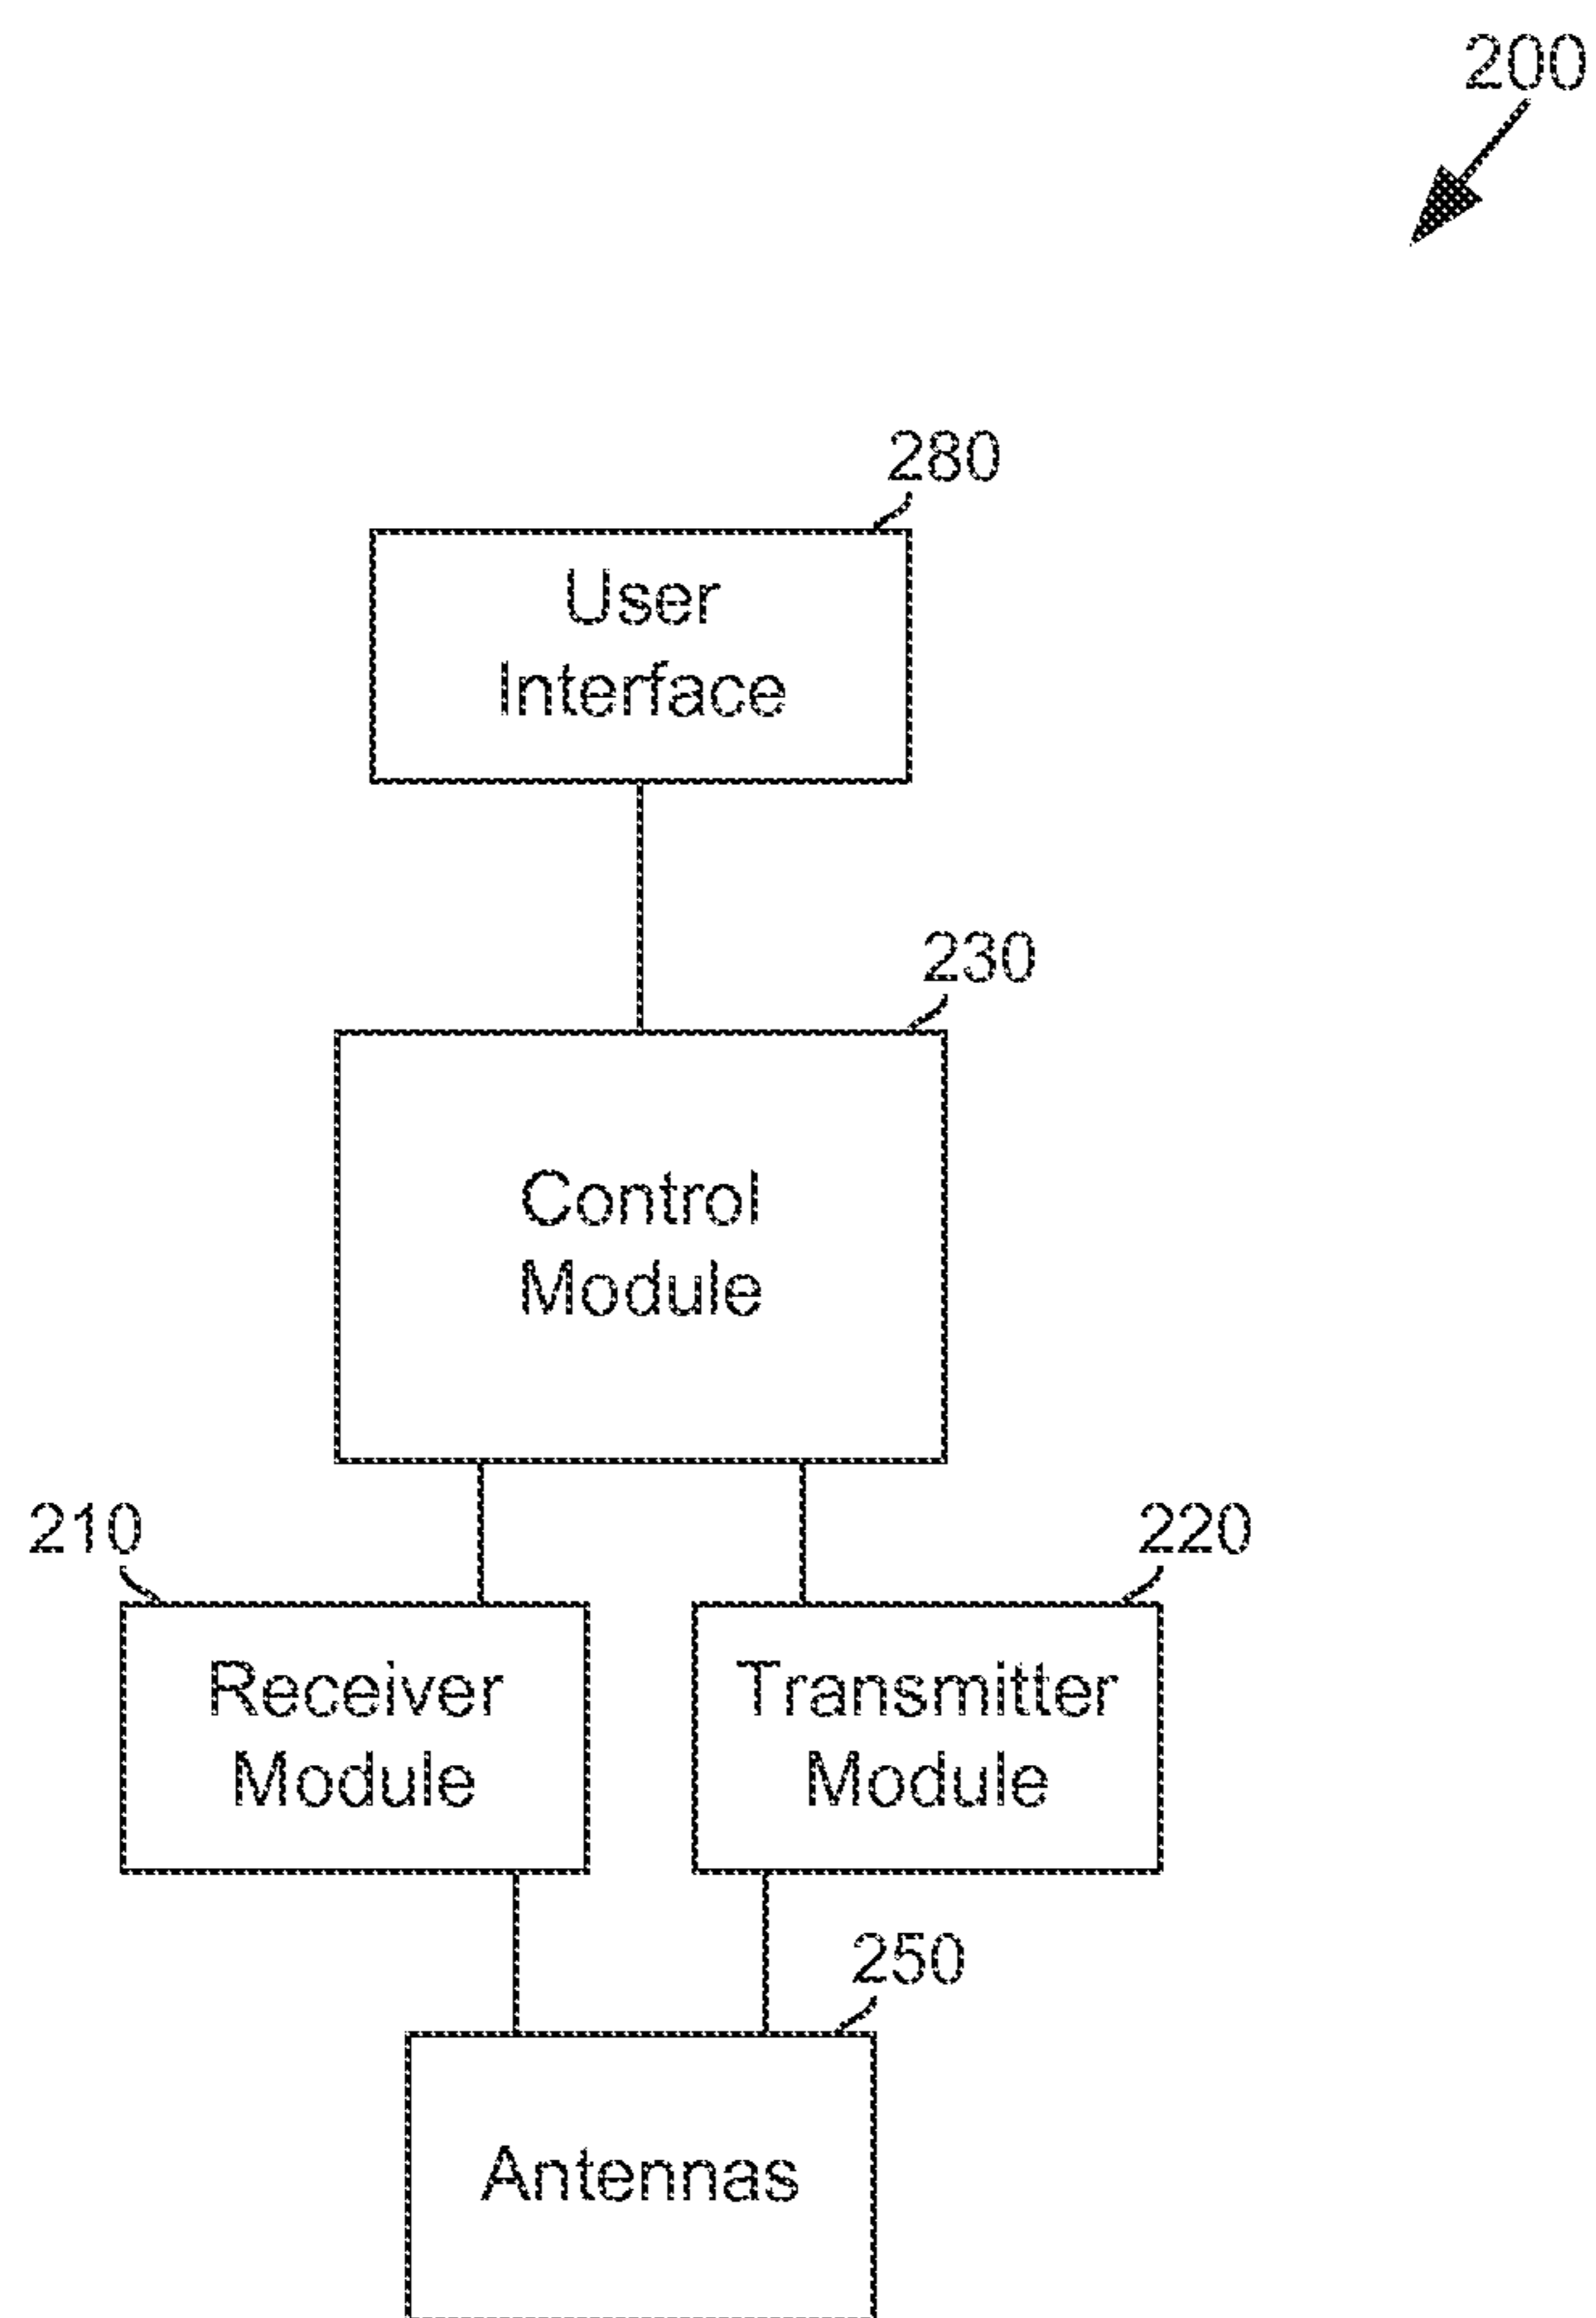 200
280
User
Interface
230
Control
Module
210
220
Receiver
Module
Transmitter
Module
250
Antennas